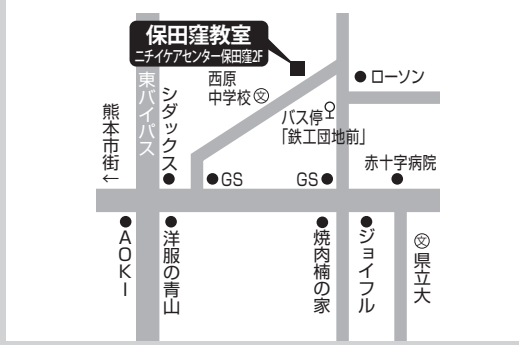 保田窪教室
ニチイケアセンター保田窪2F
東バイパス
シダックス
熊本市街←
西原
中学校㊫
バス停
「鉄工団地前」
ローソン
赤十字病院
GS
GS
AOKI
洋服の青山
焼肉楠の家
ジョイフル
㊫県立大